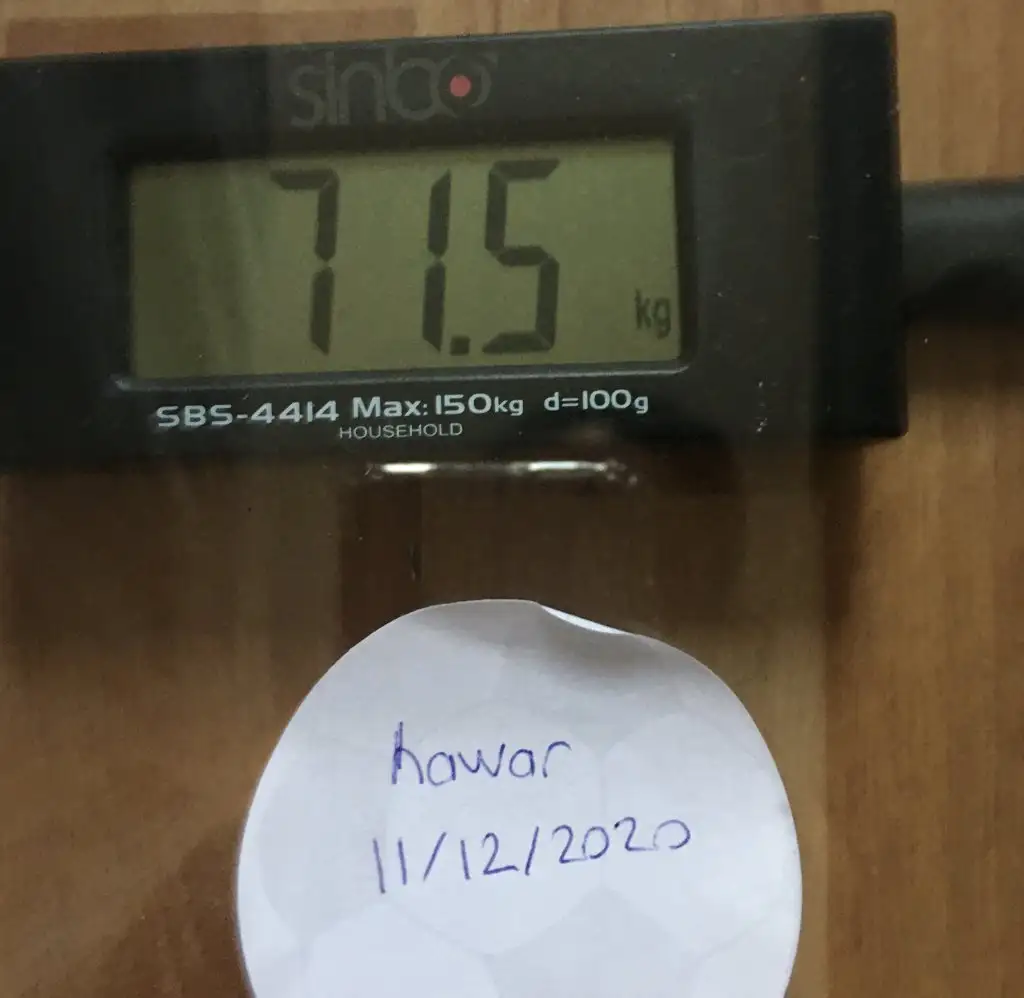 sinbo
71.5 kg
SBS-4414 Max: 150kg d=100g
HOUSEHOLD
hawar
11/12/2020